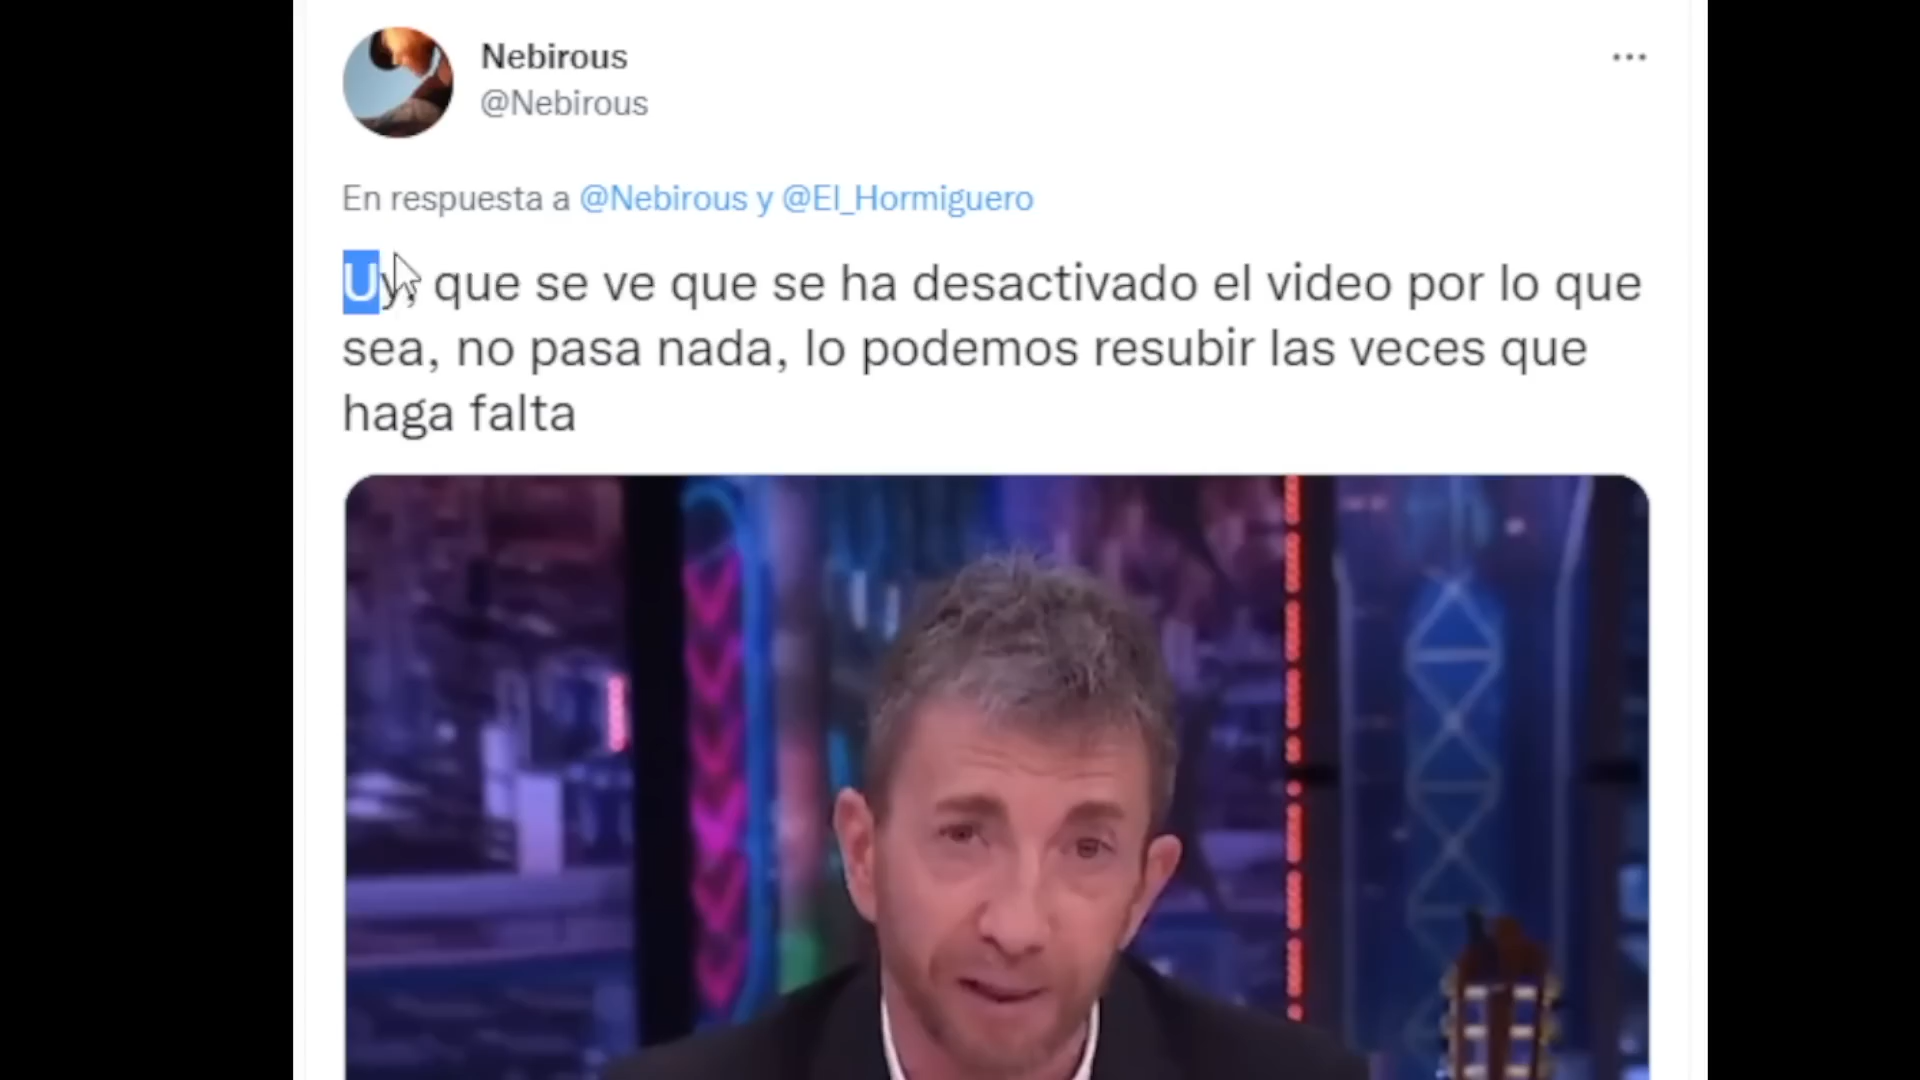 Nebirous
@Nebirous
En respuesta a @Nebirous y @El_Hormiguero
Uy, que se ve que se ha desactivado el video por lo que
sea, no pasa nada, lo podemos resubir las veces que
haga falta